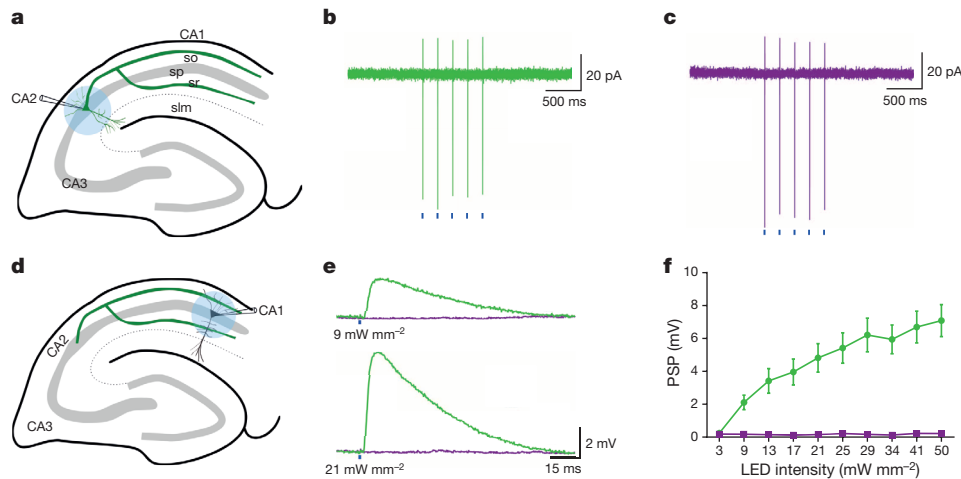 a
CA1
so
sp
sr
CA2
slm
CA3
b
20 pA
500 ms
c
20 pA
500 ms
d
CA1
CA2
CA3
e
9 mW mm⁻²
21 mW mm⁻²
2 mV
15 ms
f
10
8
6
4
2
0
PSP (mV)
3 9 13 17 21 25 29 34 41 50
LED intensity (mW mm⁻²)